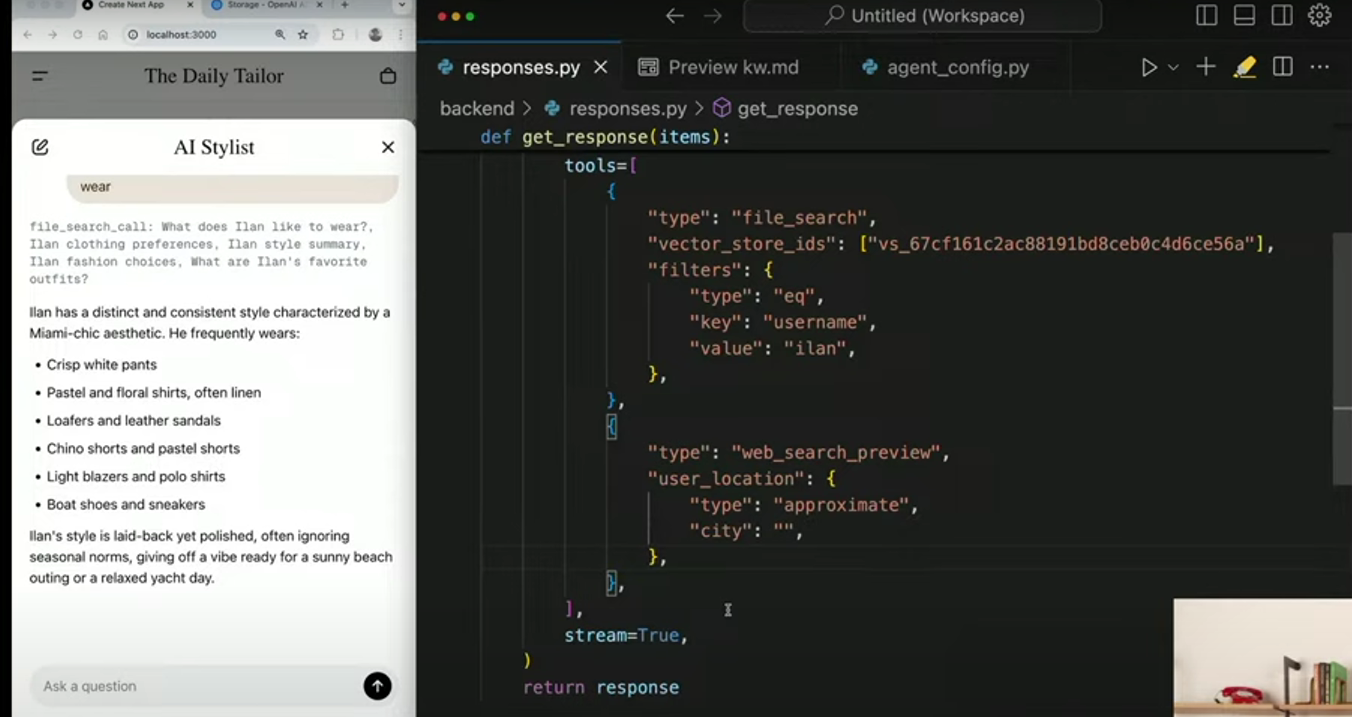 Create Next App
Storage - OpenAI A
localhost:3000
The Daily Tailor
AI Stylist
wear
file_search_call: What does Ilan like to wear?,
Ilan clothing preferences, Ilan style summary,
Ilan fashion choices, What are Ilan's favorite
outfits?
Ilan has a distinct and consistent style characterized by a
Miami-chic aesthetic. He frequently wears:
• Crisp white pants
• Pastel and floral shirts, often linen
• Loafers and leather sandals
• Chino shorts and pastel shorts
• Light blazers and polo shirts
• Boat shoes and sneakers
Ilan's style is laid-back yet polished, often ignoring
seasonal norms, giving off a vibe ready for a sunny beach
outing or a relaxed yacht day.
Ask a question
Untitled (Workspace)
responses.py
Preview kw.md
agent_config.py
backend > responses.py > get_response
def get_response(items):
tools=[
{
"type": "file_search",
"vector_store_ids": ["vs_67cf161c2ac88191bd8ceb0c4d6ce56a"],
"filters": {
"type": "eq",
"key": "username",
"value": "ilan",
},
},
{
"type": "web_search_preview",
"user_location": {
"type": "approximate",
"city": "",
},
},
],
stream=True,
)
return response